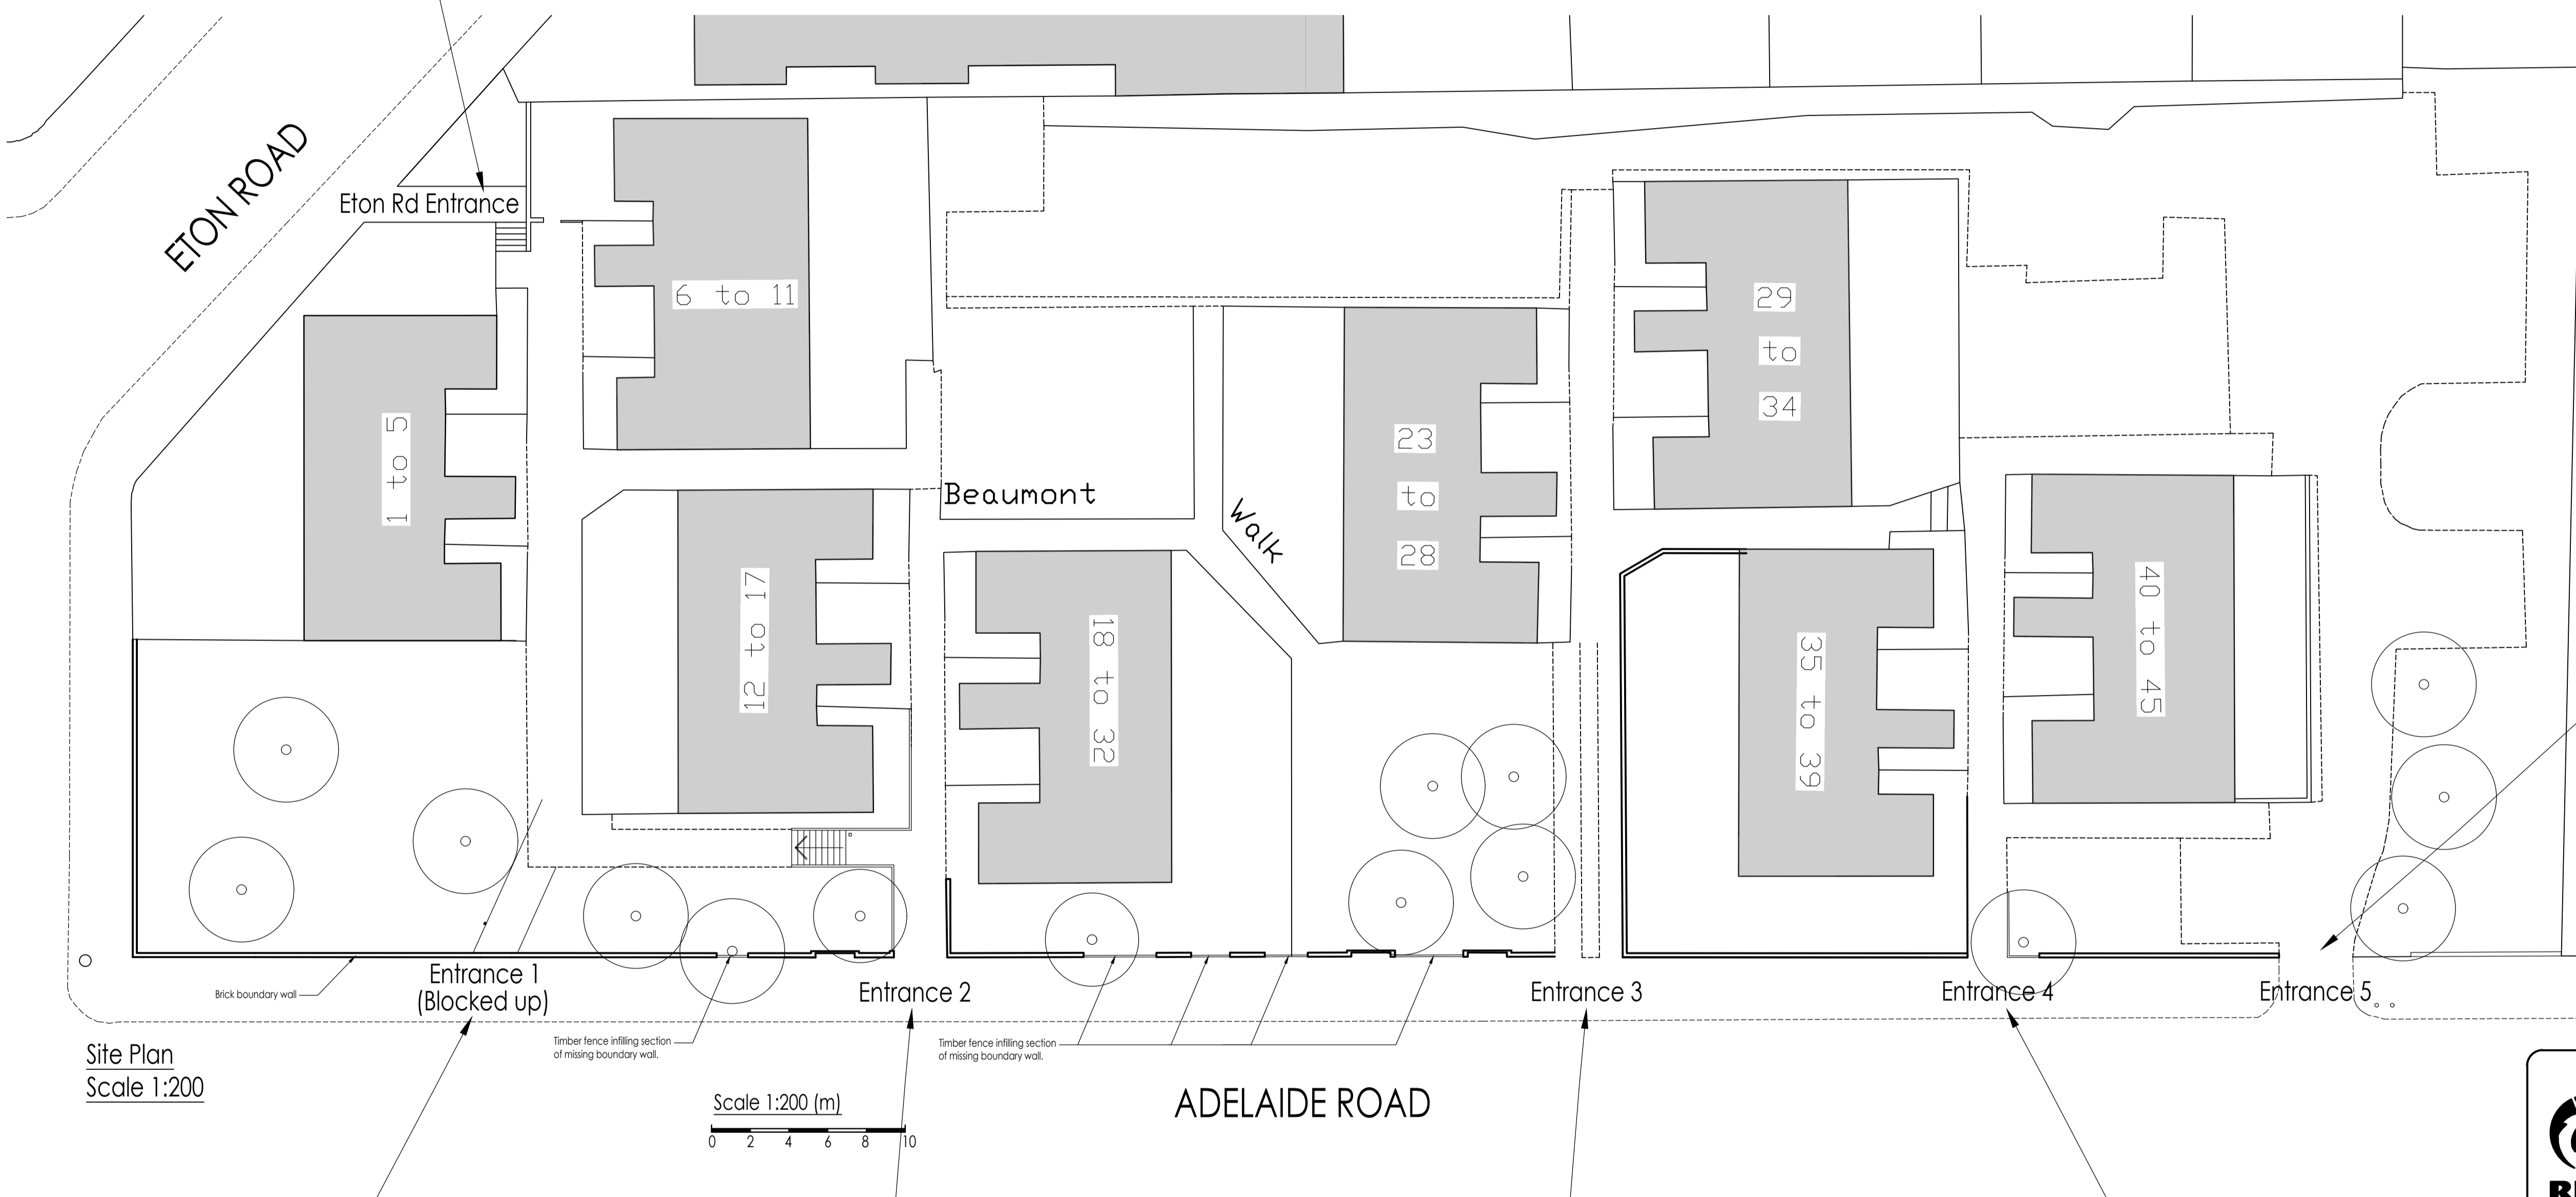 ETON ROAD
Eton Rd Entrance
6 to 11
1 to 5
Beaumont
Walk
12 to 17
18 to 32
23
to
28
29
to
34
35 to 39
40 to 45
Brick boundary wall
Entrance 1
(Blocked up)
Entrance 2
Entrance 3
Entrance 4
Entrance 5
Timber fence infilling section
of missing boundary wall.
Timber fence infilling section
of missing boundary wall.
Site Plan
Scale 1:200
Scale 1:200 (m)
0 2 4 6 8 10
ADELAIDE ROAD